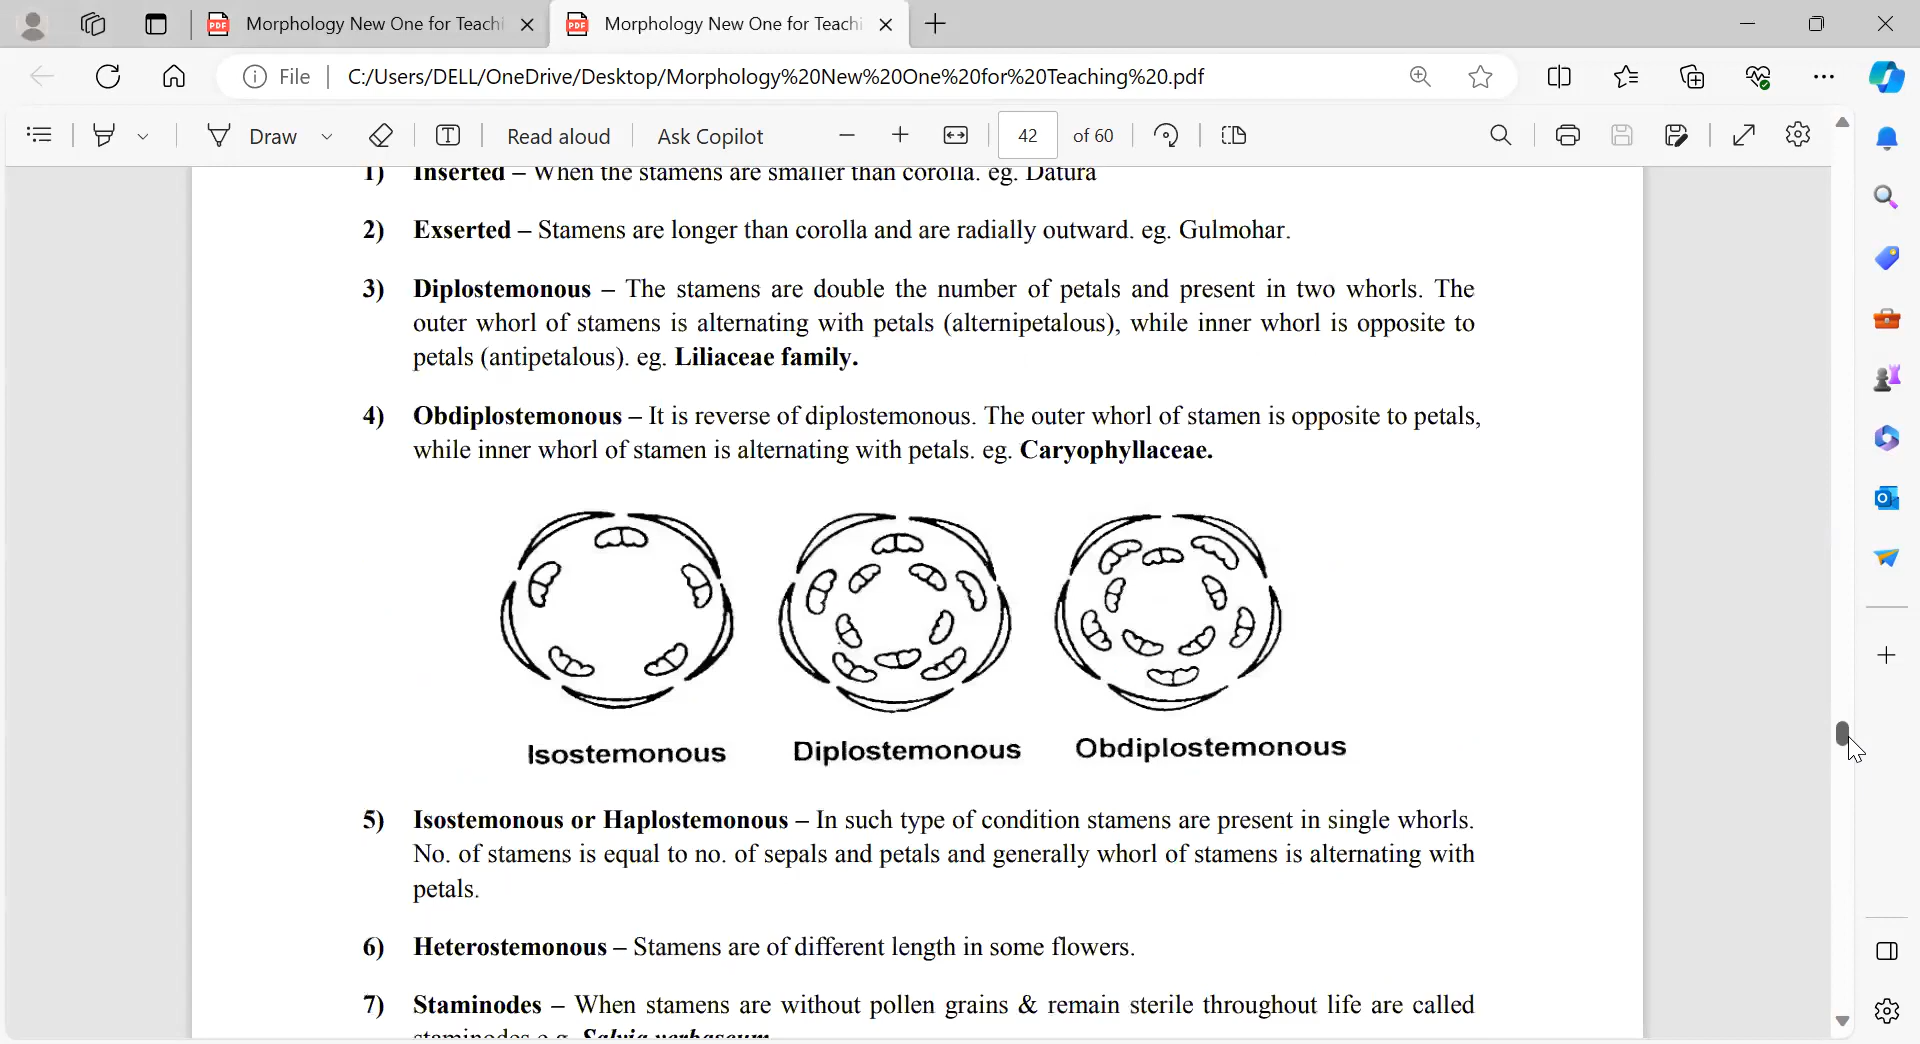 Morphology New One for Teachi
Morphology New One for Teachi
File
C:/Users/DELL/OneDrive/Desktop/Morphology%20New%20One%20for%20Teaching%20.pdf
Draw
Read aloud
Ask Copilot
42
of 60
1) Inserted – When the stamens are smaller than corolla. eg. Datura
2) Exserted – Stamens are longer than corolla and are radially outward. eg. Gulmohar.
3) Diplostemonous – The stamens are double the number of petals and present in two whorls. The
outer whorl of stamens is alternating with petals (alternipetalous), while inner whorl is opposite to
petals (antipetalous). eg. Liliaceae family.
4) Obdiplostemonous – It is reverse of diplostemonous. The outer whorl of stamen is opposite to petals,
while inner whorl of stamen is alternating with petals. eg. Caryophyllaceae.
Isostemonous
Diplostemonous
Obdiplostemonous
5) Isostemonous or Haplostemonous – In such type of condition stamens are present in single whorls.
No. of stamens is equal to no. of sepals and petals and generally whorl of stamens is alternating with
petals.
6) Heterostemonous – Stamens are of different length in some flowers.
7) Staminodes – When stamens are without pollen grains & remain sterile throughout life are called
staminodes e.g. Salvia verbascum